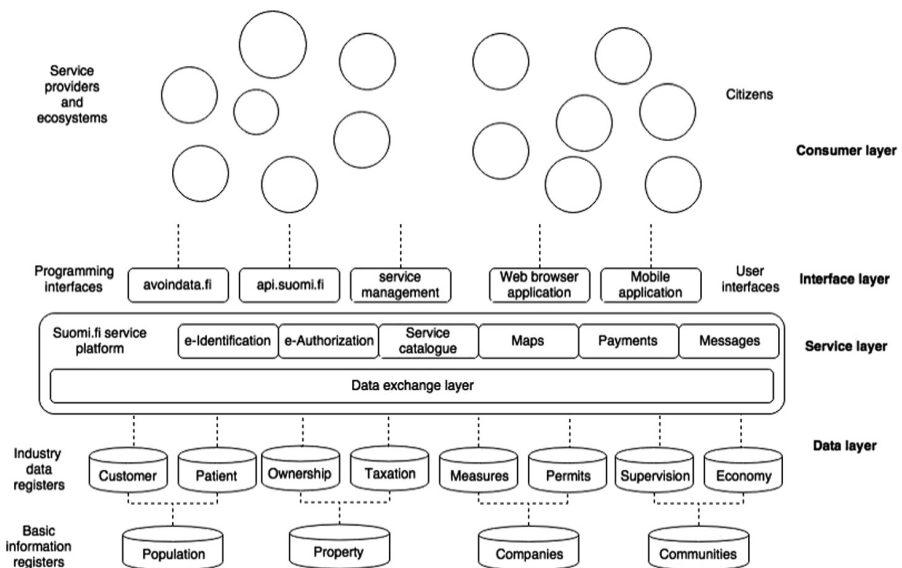 Service
providers
and
ecosystems
Citizens
Consumer layer
Programming
interfaces
avoindata.fi
api.suomi.fi
service
management
Web browser
application
Mobile
application
User
interfaces
Interface layer
Suomi.fi service
platform
e-Identification
e-Authorization
Service
catalogue
Maps
Payments
Messages
Service layer
Data exchange layer
Data layer
Industry
data
registers
Customer
Patient
Ownership
Taxation
Measures
Permits
Supervision
Economy
Basic
information
registers
Population
Property
Companies
Communities